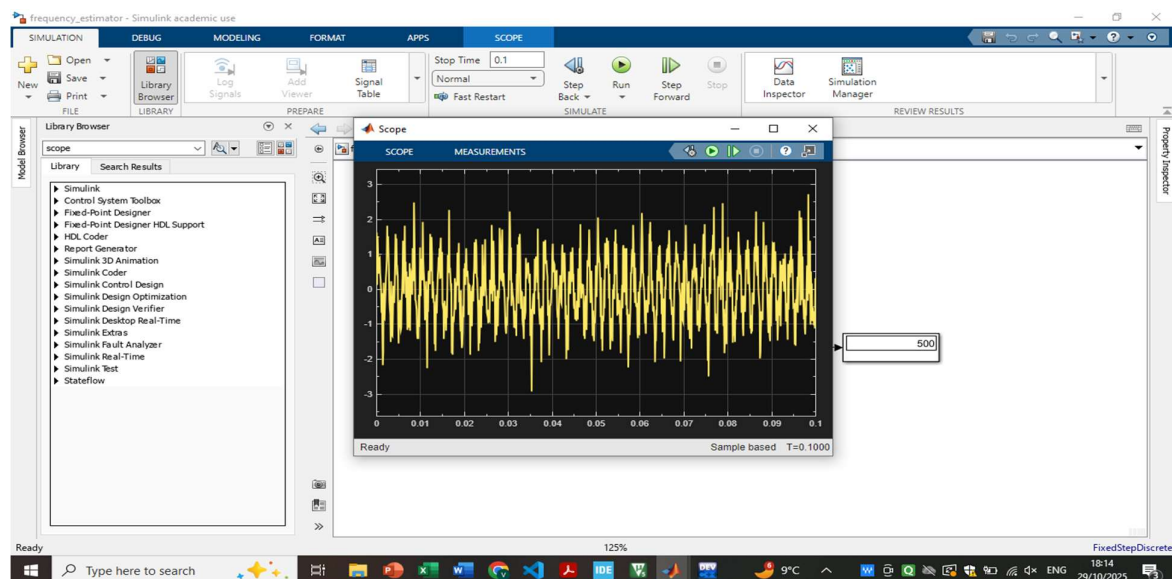 frequency_estimator - Simulink academic use
SIMULATION DEBUG MODELING FORMAT APPS SCOPE
New
Open
Save
Print
FILE
Library Browser
LIBRARY
Log Signals
Add Viewer
Signal Table
PREPARE
Stop Time 0.1
Normal
Fast Restart
Step Back
Run
Step Forward
Stop
SIMULATE
Data Inspector
Simulation Manager
REVIEW RESULTS
Model Browser
Library Browser
scope
Library Search Results
Simulink
Control System Toolbox
Fixed-Point Designer
Fixed-Point Designer HDL Support
HDL Coder
Report Generator
Simulink 3D Animation
Simulink Coder
Simulink Control Design
Simulink Design Optimization
Simulink Design Verifier
Simulink Desktop Real-Time
Simulink Extras
Simulink Fault Analyzer
Simulink Real-Time
Simulink Test
Stateflow
Scope
SCOPE MEASUREMENTS
3
2
1
0
-1
-2
-3
0 0.01 0.02 0.03 0.04 0.05 0.06 0.07 0.08 0.09 0.1
Ready Sample based T=0.1000
500
Property Inspector
Ready 125% FixedStepDiscrete
Type here to search
IDE
DEV
9°C
ENG
18:14
29/10/2025